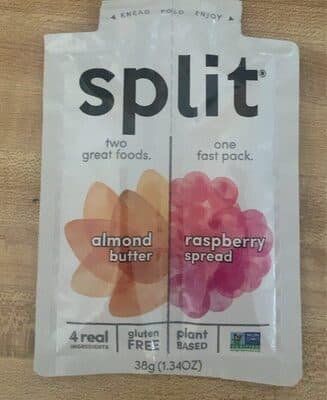 KNEAD FOLD ENJOY
split®
two
great foods.
one
fast pack.
almond
butter
raspberry
spread
4 real
INGREDIENTS
gluten
FREE
plant
BASED
38g (1.34OZ)